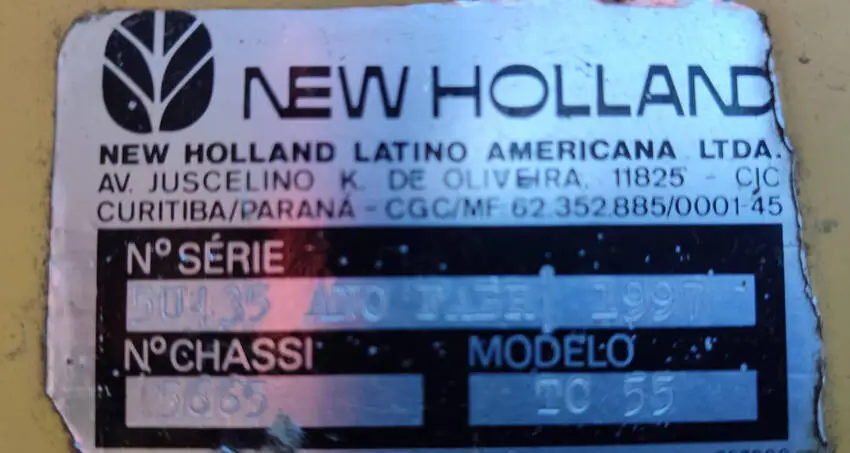 NEW HOLLAND
NEW HOLLAND LATINO AMERICANA LTDA.
AV. JUSCELINO K. DE OLIVEIRA, 11825 - CIC
CURITIBA/PARANÁ - CGC/MF 62.352.885/0001-45
Nº SÉRIE
ANO FABR. 1997
Nº CHASSI MODELO
5665 TC 55